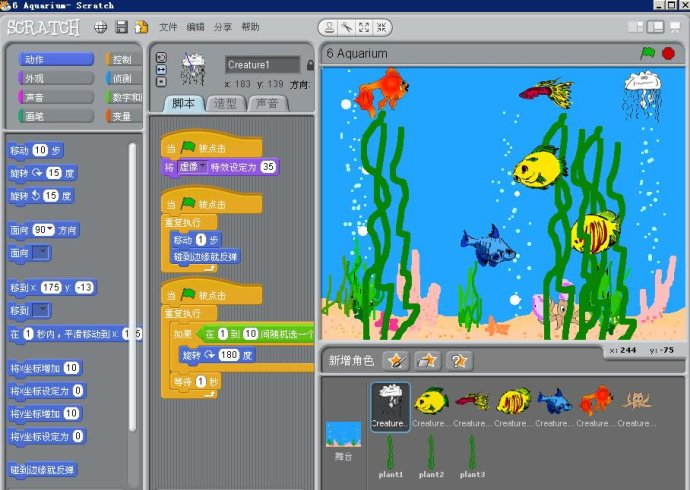 6 Aquarium- Scratch
SCRATCH 文件 编辑 分享 帮助
动作 控制
外观 侦测
声音 数字和
画笔 变量
移动 10 步
旋转 15 度
旋转 15 度
面向 90 方向
面向
移到 x: 175 y: -13
移到
在 1 秒内，平滑移动到 x: 175
将x坐标增加 10
将x坐标设定为 0
将y坐标增加 10
将y坐标设定为 0
碰到边缘就反弹
Creature1
x: 183 y: 139 方向:
脚本 造型 声音
当 被点击
将 虚像 特效设定为 35
当 被点击
重复执行
移动 1 步
碰到边缘就反弹
当 被点击
重复执行
如果 在 1 到 10 间随机选一个
旋转 180 度
等待 1 秒
6 Aquarium
x: 244 y: -75
新增角色
舞台
Creature... Creature... Creature... Creature... Creature... Creature... Creature...
plant1 plant2 plant3